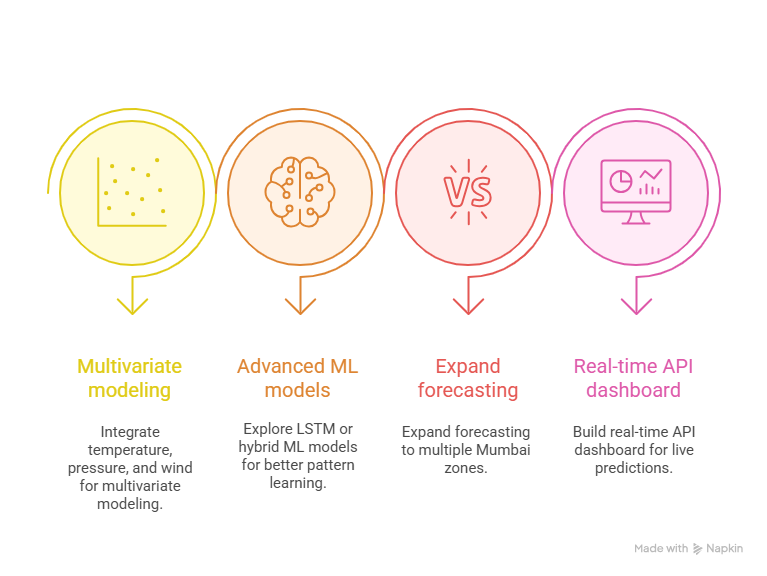 VS
Multivariate
modeling
Integrate
temperature,
pressure, and wind
for multivariate
modeling.
Advanced ML
models
Explore LSTM or
hybrid ML models
for better pattern
learning.
Expand
forecasting
Expand forecasting
to multiple Mumbai
zones.
Real-time API
dashboard
Build real-time API
dashboard for live
predictions.
Made with Napkin